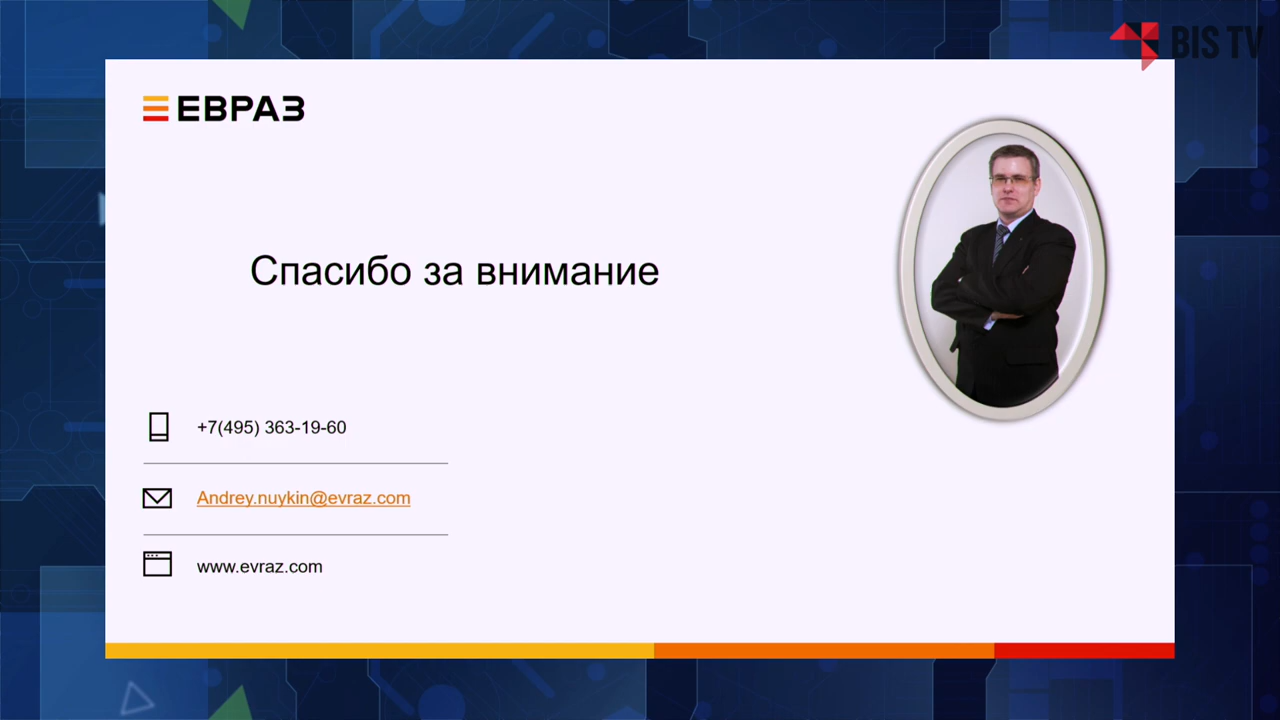 BIS TV
ЕВРАЗ
Спасибо за внимание
+7(495) 363-19-60
Andrey.nuykin@evraz.com
www.evraz.com